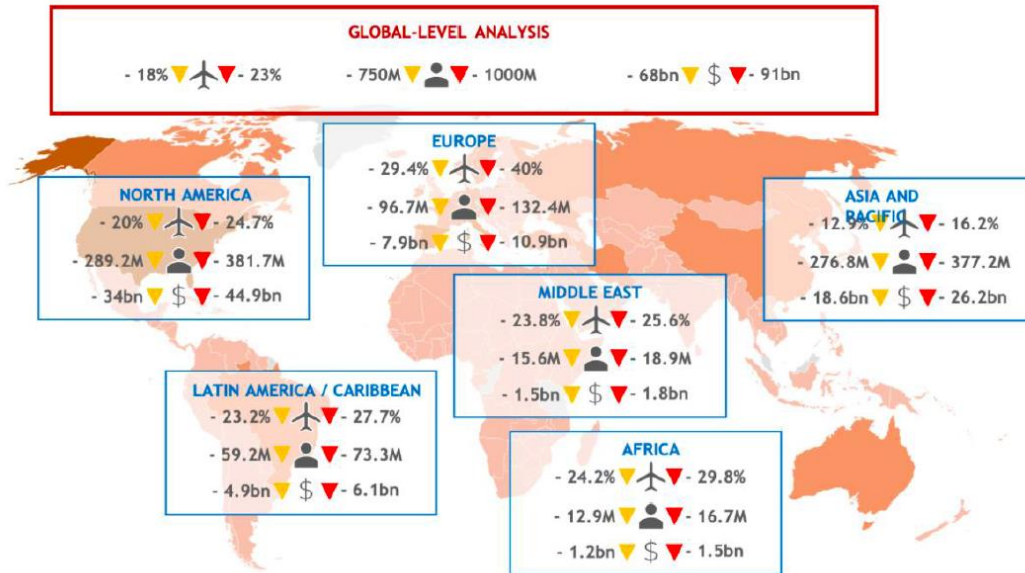 GLOBAL-LEVEL ANALYSIS
- 18% - 23%
- 750M - 1000M
- 68bn $ - 91bn
EUROPE
- 29.4% - 40%
- 96.7M - 132.4M
- 7.9bn $ - 10.9bn
NORTH AMERICA
- 20% - 24.7%
- 289.2M - 381.7M
- 34bn $ - 44.9bn
ASIA AND
PACIFIC
- 12.9% - 16.2%
- 276.8M - 377.2M
- 18.6bn $ - 26.2bn
MIDDLE EAST
- 23.8% - 25.6%
- 15.6M - 18.9M
- 1.5bn $ - 1.8bn
LATIN AMERICA / CARIBBEAN
- 23.2% - 27.7%
- 59.2M - 73.3M
- 4.9bn $ - 6.1bn
AFRICA
- 24.2% - 29.8%
- 12.9M - 16.7M
- 1.2bn $ - 1.5bn